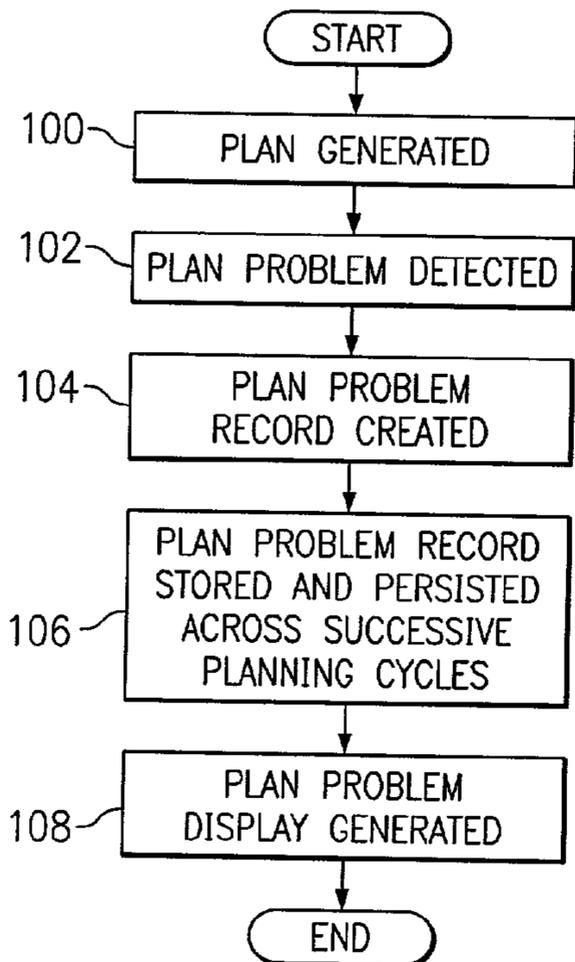 START
100
PLAN GENERATED
102
PLAN PROBLEM DETECTED
104
PLAN PROBLEM
RECORD CREATED
106
PLAN PROBLEM RECORD
STORED AND PERSISTED
ACROSS SUCCESSIVE
PLANNING CYCLES
108
PLAN PROBLEM
DISPLAY GENERATED
END